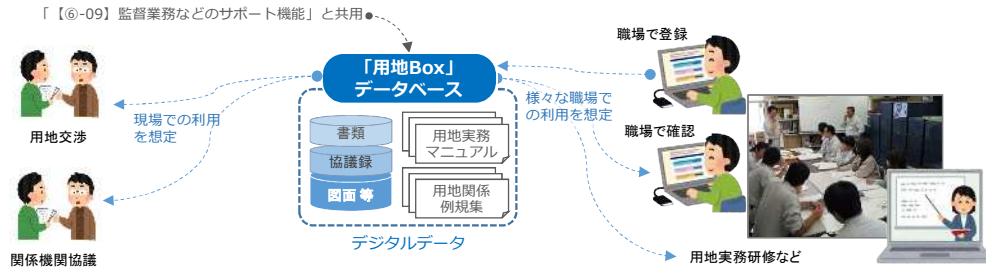 「【⑥-09】監督業務などのサポート機能」と共用
職場で登録
「用地Box」
データベース
現場での利用
を想定
様々な職場で
の利用を想定
用地交渉
書類
協議録
図面 等
用地実務
マニュアル
用地関係
例規集
職場で確認
デジタルデータ
関係機関協議
用地実務研修など